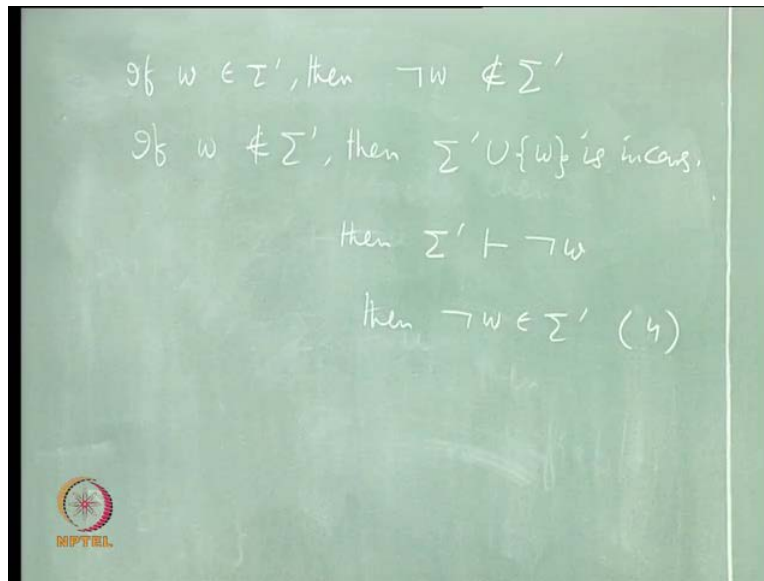 If w ∈ Σ', then ¬w ∉ Σ'
If w ∉ Σ', then Σ' ∪ {w} is incons.
then Σ' ⊢ ¬w
then ¬w ∈ Σ' (4)
NPTEL